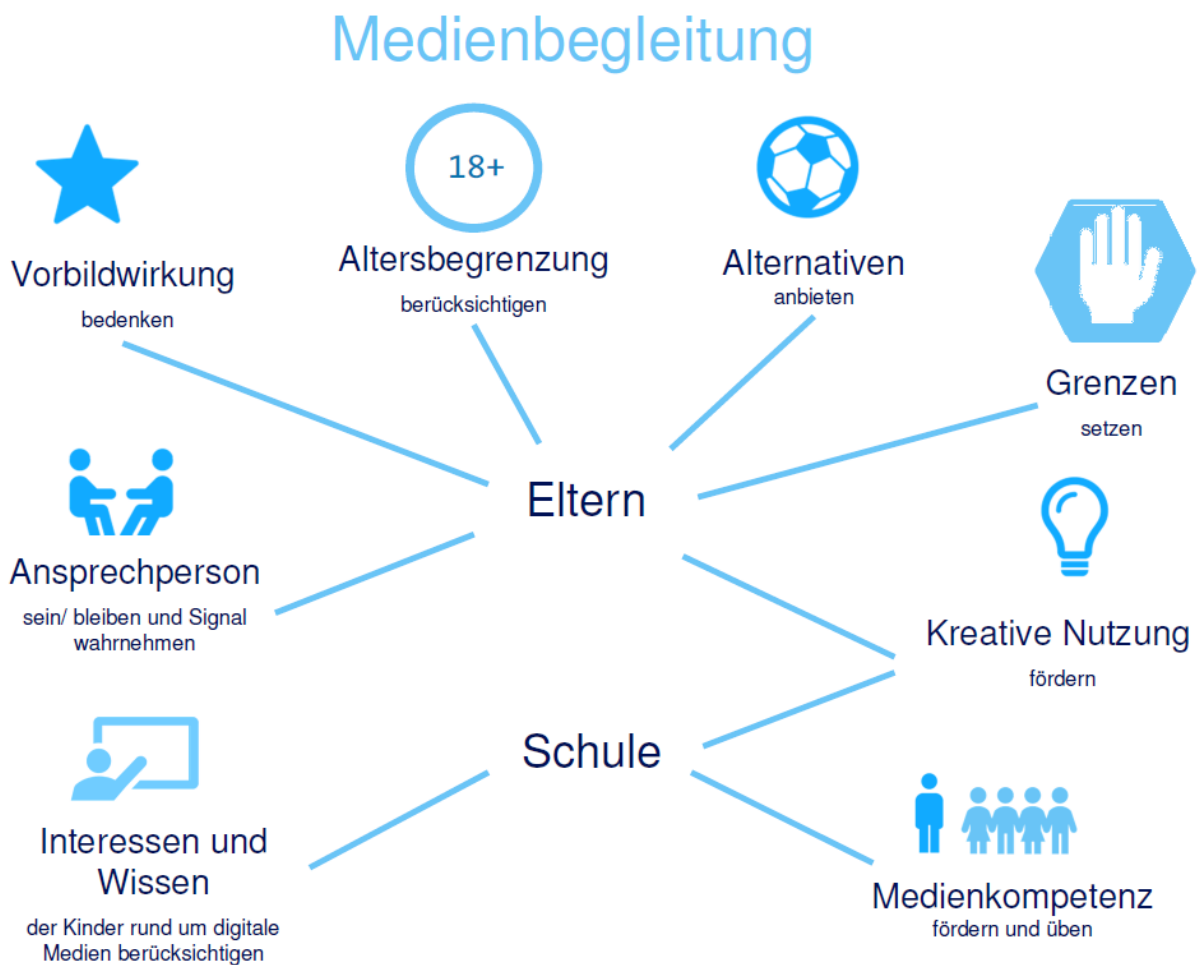 Medienbegleitung
18+
Vorbildwirkung
bedenken
Altersbegrenzung
berücksichtigen
Alternativen
anbieten
Grenzen
setzen
Eltern
Ansprechperson
sein/ bleiben und Signal
wahrnehmen
Kreative Nutzung
fördern
Schule
Interessen und
Wissen
der Kinder rund um digitale
Medien berücksichtigen
Medienkompetenz
fördern und üben